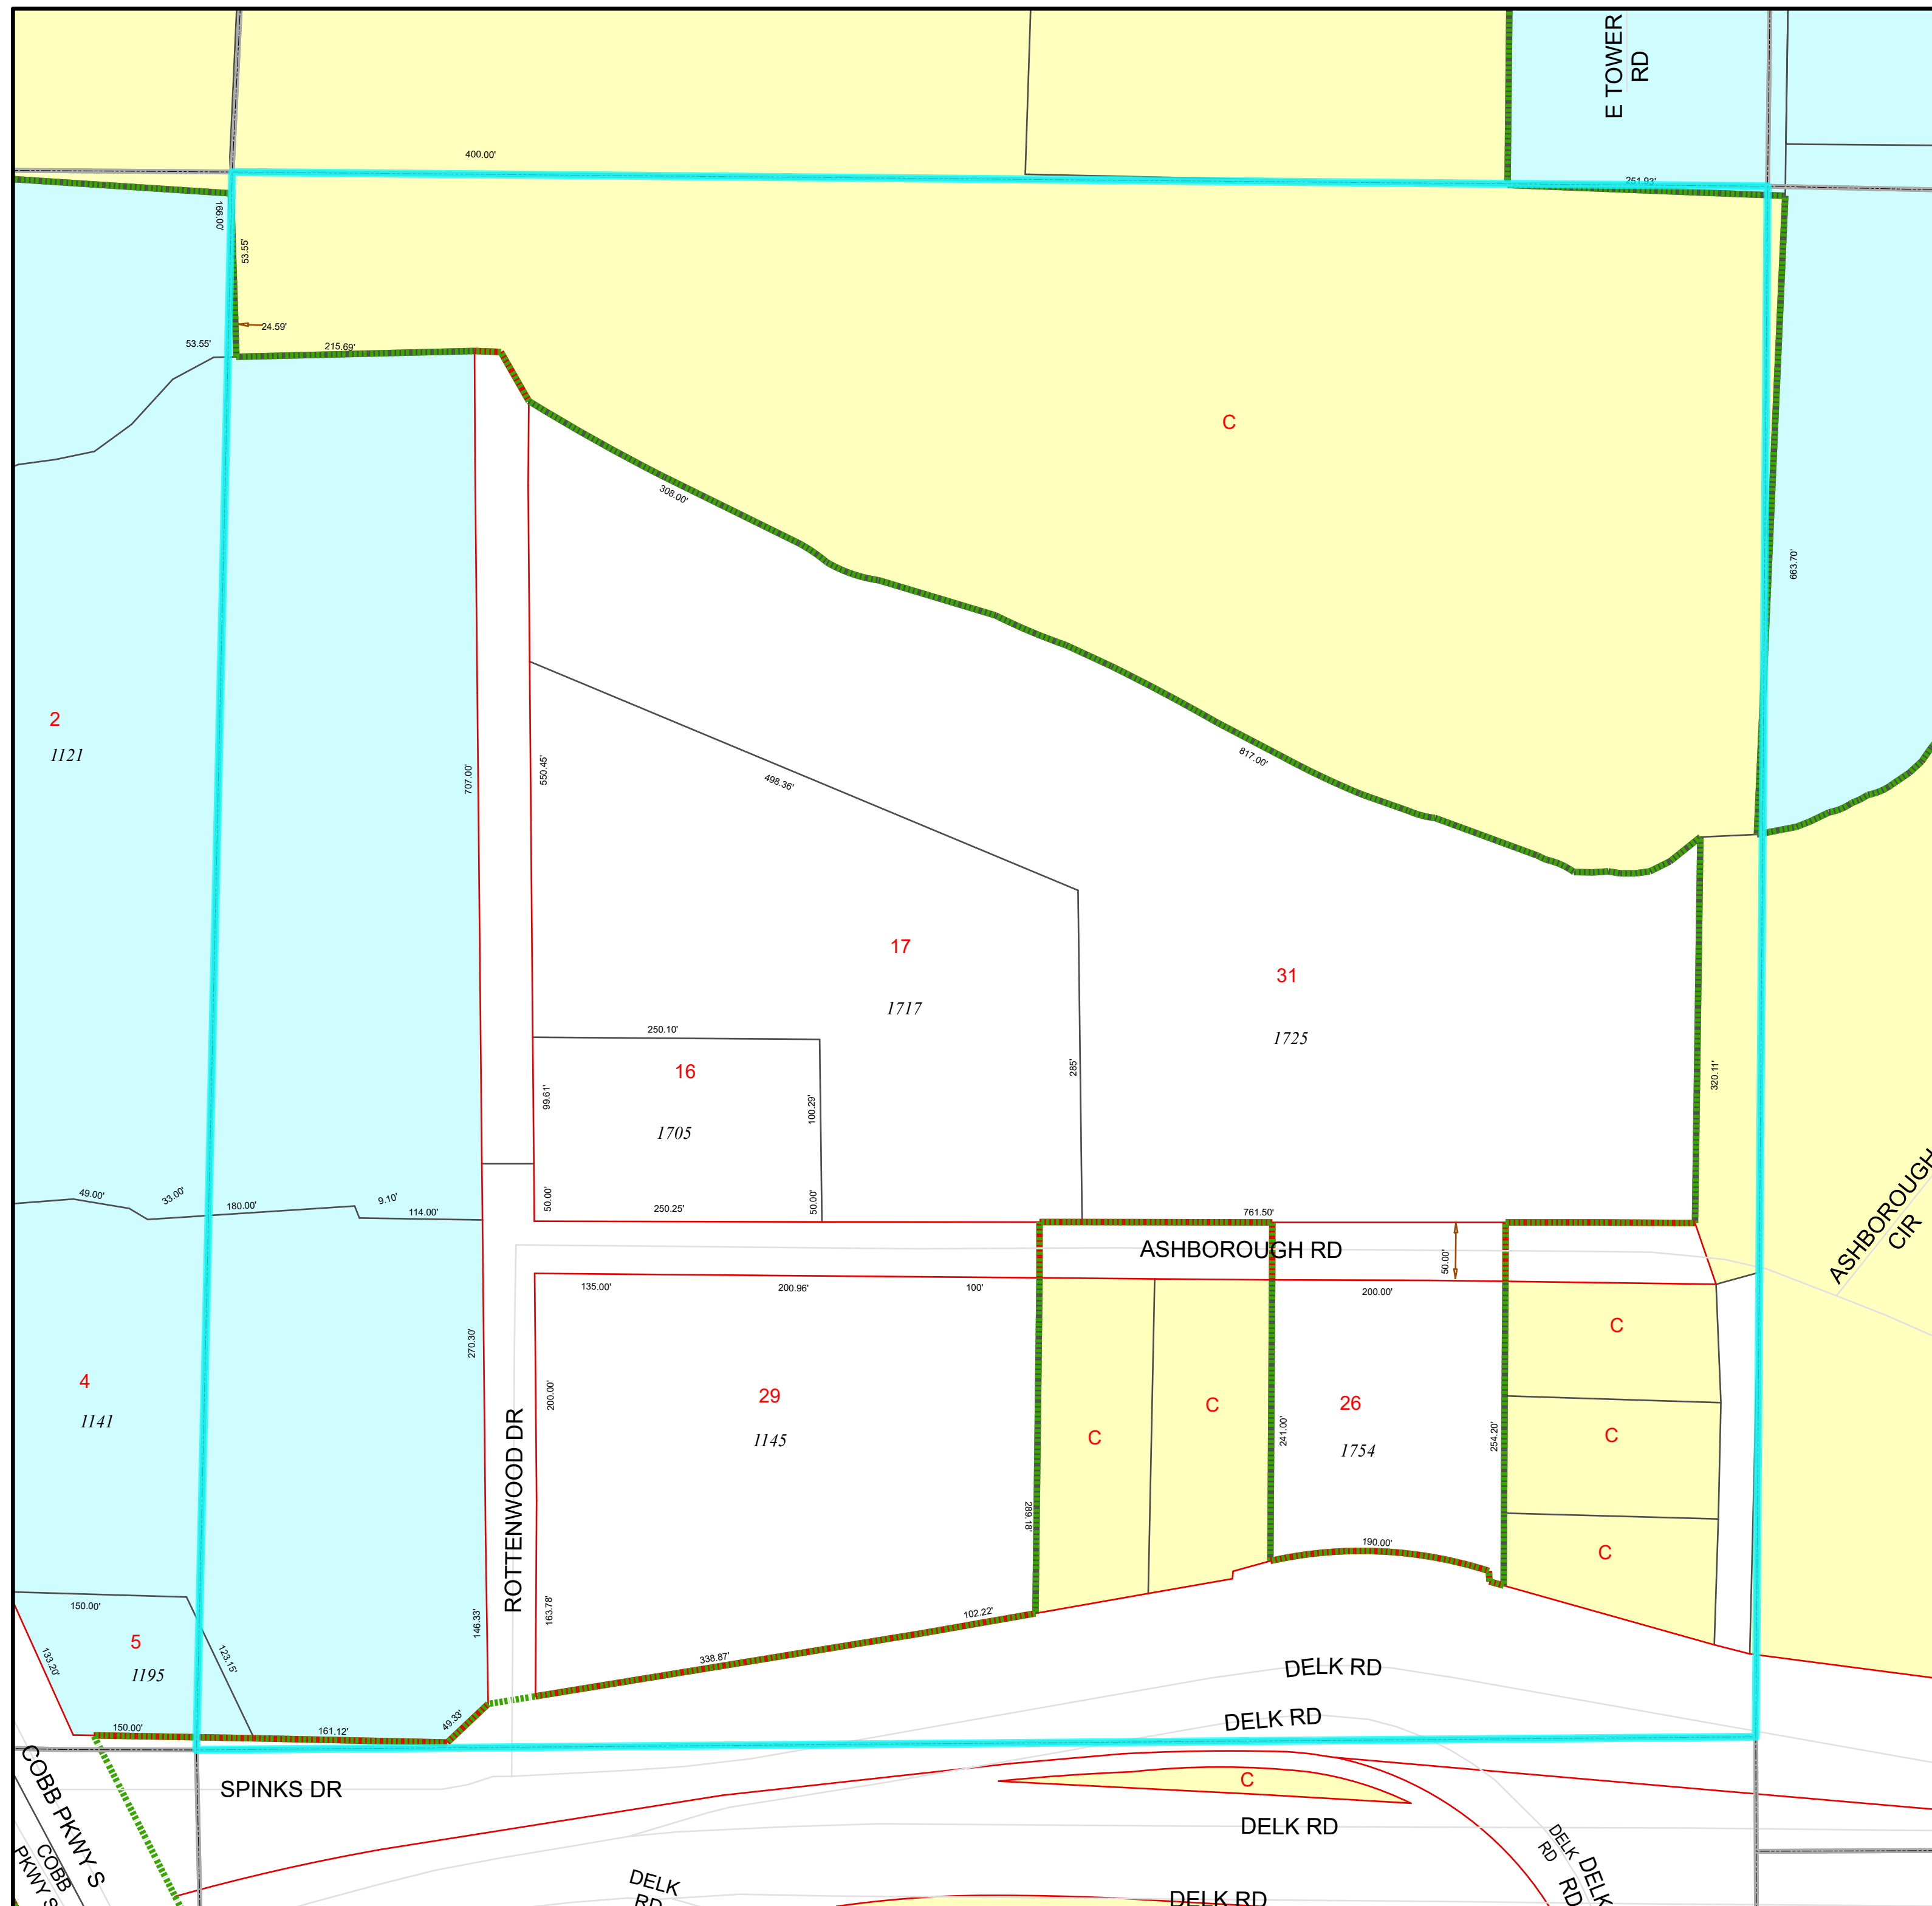 E TOWER
RD
400.00'
251.93'
166.00'
53.55'
24.59'
53.55'
215.69'
C
308.00'
663.70'
2
1121
707.00'
550.45'
498.36'
817.00'
17
1717
31
1725
250.10'
16
1705
99.61'
100.29'
285'
320.11'
49.00'
33.00'
180.00'
9.10'
114.00'
50.00'
250.25'
50.00'
761.50'
ASHBOROUGH RD
50.00'
ASHBOROUGH
CIR
135.00'
200.96'
100'
200.00'
270.30'
C
4
1141
200.00'
29
1145
C
C
26
1754
C
241.00'
254.20'
ROTTENWOOD DR
289.18'
190.00'
C
150.00'
5
1195
133.20'
123.15'
146.33'
163.78'
102.22'
338.87'
DELK RD
DELK RD
150.00'
161.12'
49.33'
SPINKS DR
C
COBB PKWY S
COBB
PKWY S
DELK RD
DELK
RD
DELK
RD
DELK
RD
DELK RD